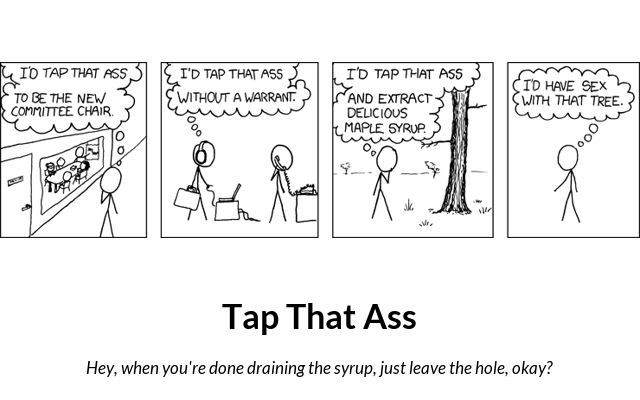 I'D TAP THAT ASS
TO BE THE NEW
COMMITTEE CHAIR.
I'D TAP THAT ASS
WITHOUT A WARRANT.
I'D TAP THAT ASS
AND EXTRACT
DELICIOUS
MAPLE SYRUP.
I'D HAVE SEX
WITH THAT TREE.
Tap That Ass
Hey, when you're done draining the syrup, just leave the hole, okay?